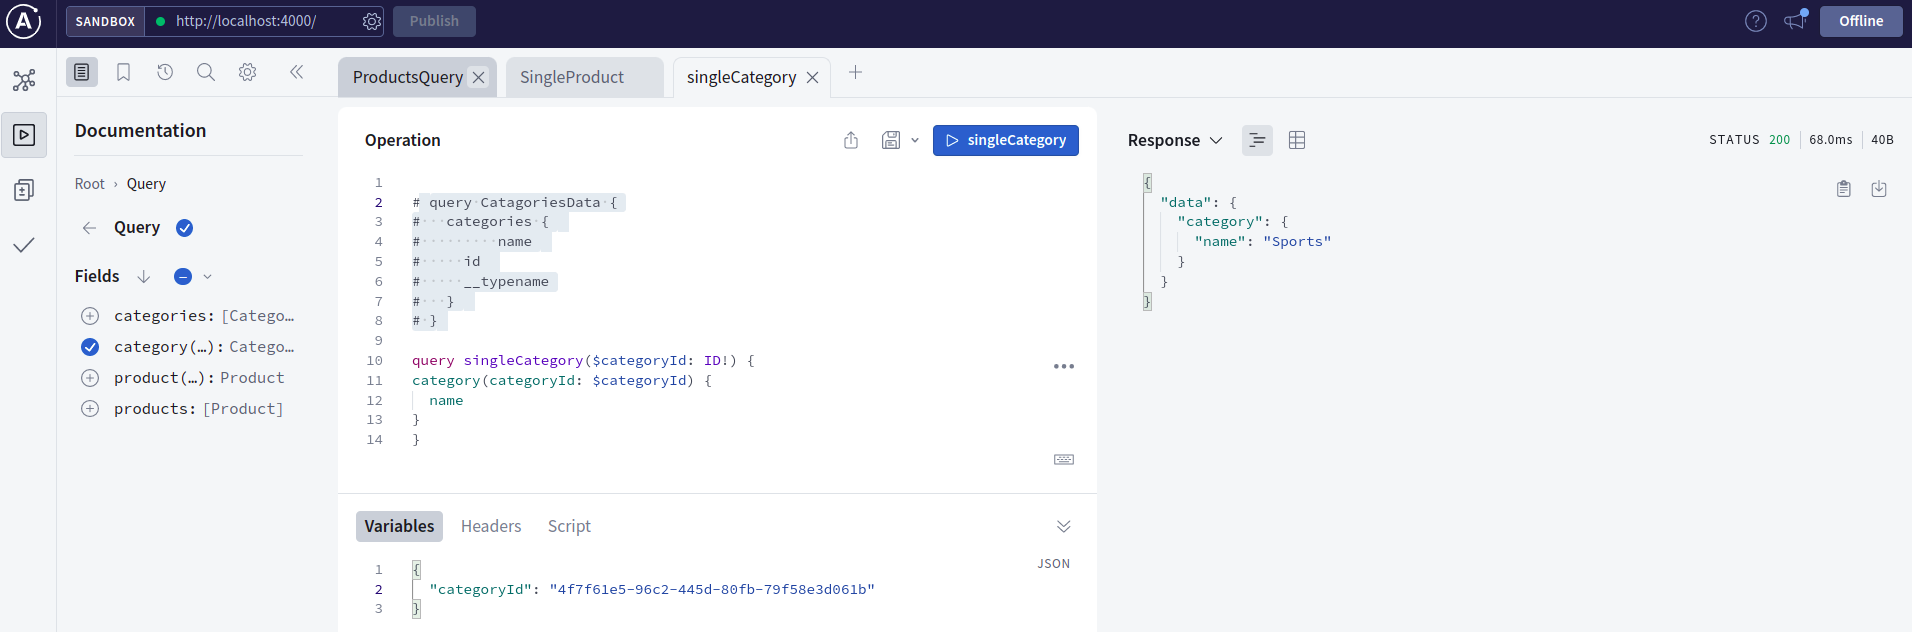 SANDBOX http://localhost:4000/ Publish Offline
ProductsQuery SingleProduct singleCategory
Documentation
Root › Query
Query
Fields
categories: [Catego…
category(…): Catego…
product(…): Product
products: [Product]
Operation
singleCategory
1
2 # query·CatagoriesData·{
3 #···categories·{
4 #·········name
5 #·····id
6 #·····__typename
7 #···}
8 #·}
9
10 query singleCategory($categoryId: ID!) {
11 category(categoryId: $categoryId) {
12   name
13 }
14 }
Variables Headers Script
JSON
1 {
2   "categoryId": "4f7f61e5-96c2-445d-80fb-79f58e3d061b"
3 }
Response STATUS 200 68.0ms 40B
{
  "data": {
    "category": {
      "name": "Sports"
    }
  }
}